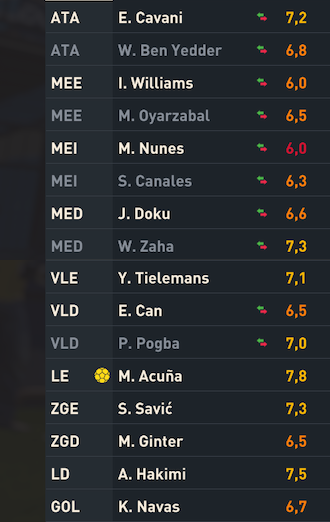 ATA E. Cavani 7,2
ATA W. Ben Yedder 6,8
MEE I. Williams 6,0
MEE M. Oyarzabal 6,5
MEI M. Nunes 6,0
MEI S. Canales 6,3
MED J. Doku 6,6
MED W. Zaha 7,3
VLE Y. Tielemans 7,1
VLD E. Can 6,5
VLD P. Pogba 7,0
LE M. Acuña 7,8
ZGE S. Savić 7,3
ZGD M. Ginter 6,5
LD A. Hakimi 7,5
GOL K. Navas 6,7